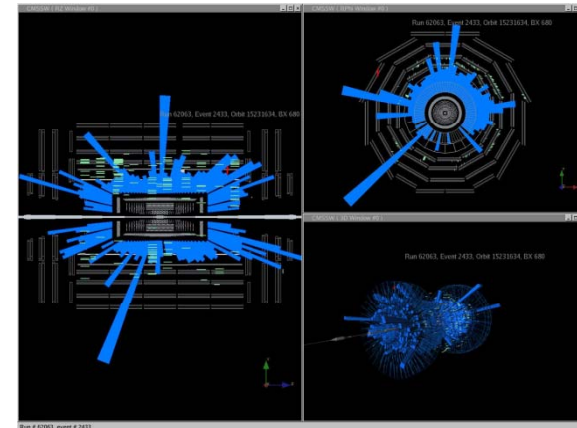 CMSSW ( RZ Window #0 )
Run 62063, Event 2433, Orbit 15231634, BX 680
CMSSW ( RPhi Window #0 )
Run 62063, Event 2433, Orbit 15231634, BX 680
CMSSW ( 3D Window #0 )
Run 62063, Event 2433, Orbit 15231634, BX 680
Run # 62063, event # 2433